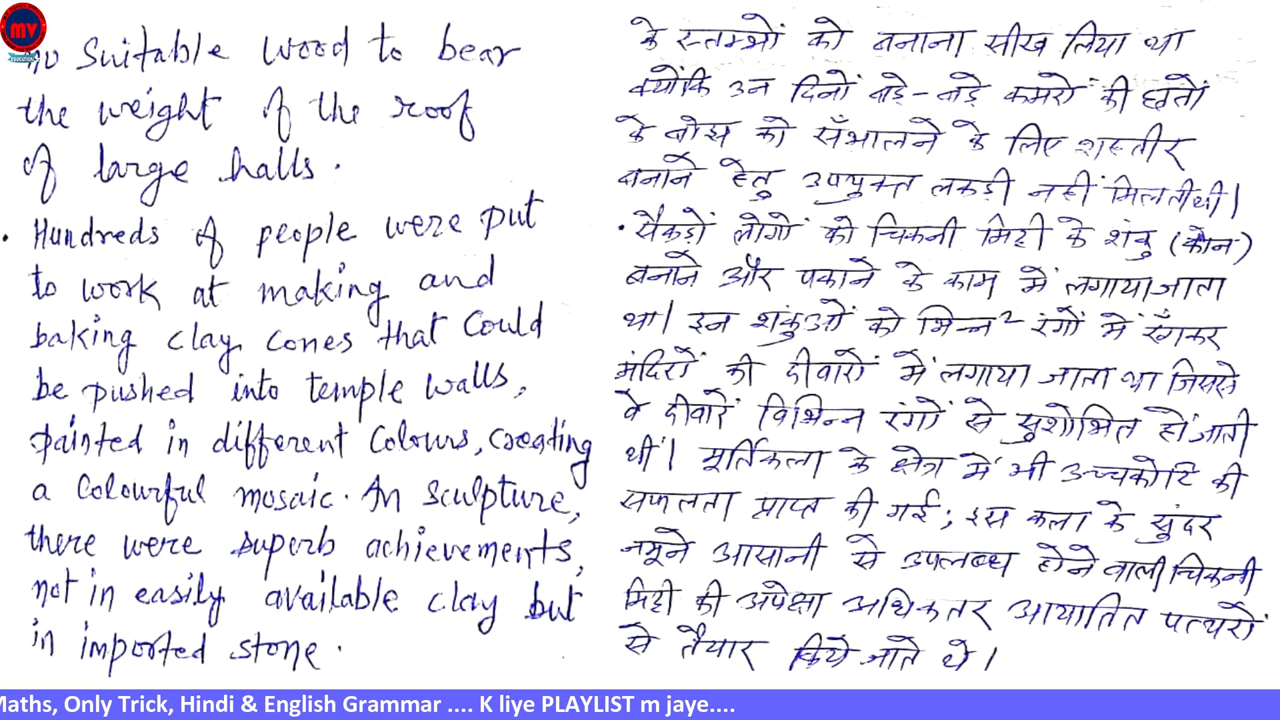 mv
EDUCATION
no Suitable wood to bear
the weight of the roof
of large halls.
• Hundreds of people were put
to work at making and
baking clay cones that could
be pushed into temple walls,
painted in different colours, creating
a colourful mosaic. In sculpture,
there were superb achievements,
not in easily available clay but
in imported stone.
के स्तम्भों को बनाना सीख लिया था
क्योंकि उन दिनों बड़े-बड़े कमरों की छतों
के बोझ को सँभालने के लिए शहतीर
बनाने हेतु उपयुक्त लकड़ी नहीं मिलती थी।
• सैकड़ों लोगों को चिकनी मिट्टी के शंकु (कोन)
बनाने और पकाने के काम में लगाया जाता
था। इन शंकुओं को भिन्न² रंगों में रँगकर
मंदिरों की दीवारों में लगाया जाता था जिससे
वे दीवारें विभिन्न रंगों से सुशोभित हो जाती
थीं। मूर्तिकला के क्षेत्र में भी उच्चकोटि की
सफलता प्राप्त की गई; इस कला के सुंदर
नमूने आसानी से उपलब्ध होने वाली चिकनी
मिट्टी की अपेक्षा अधिकतर आयातित पत्थरों
से तैयार किये जाते थे।
Maths, Only Trick, Hindi & English Grammar .... K liye PLAYLIST m jaye....